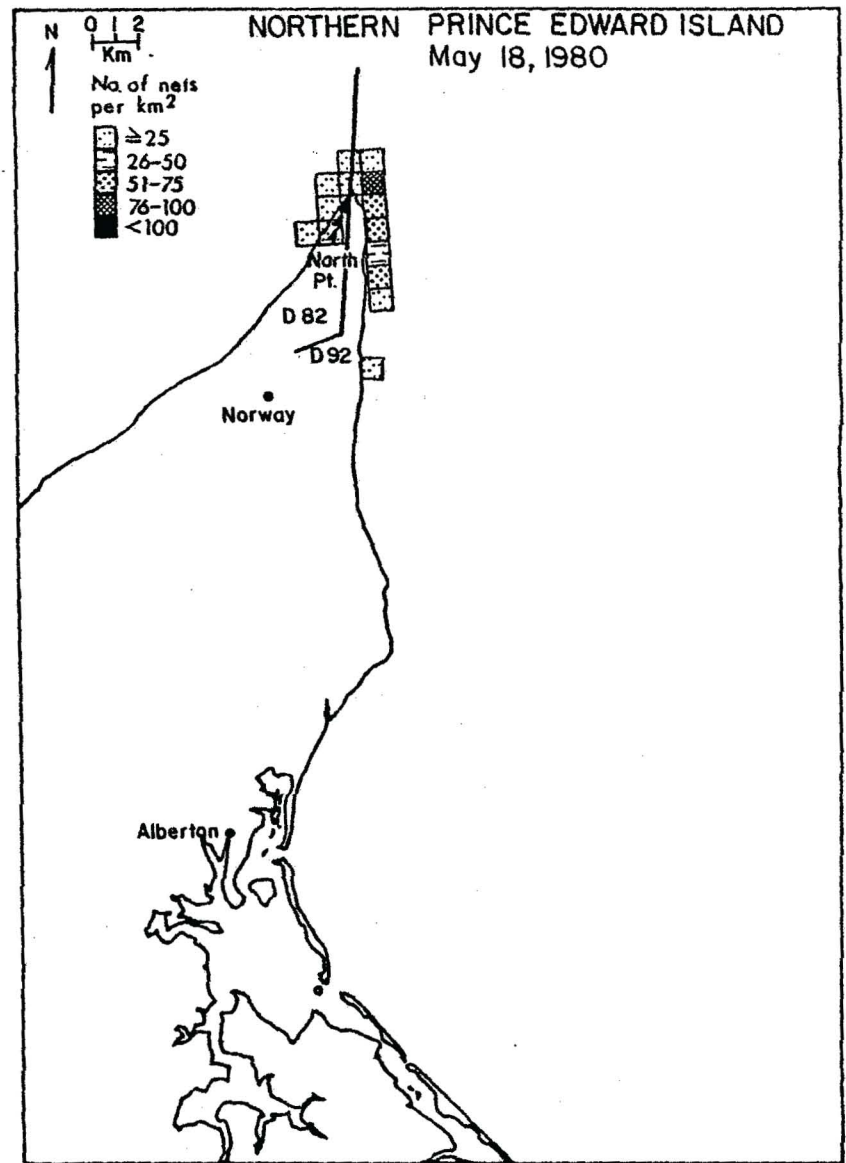 NORTHERN PRINCE EDWARD ISLAND
May 18, 1980
N
0 1 2
Km
No. of nets
per km²
≧25
26-50
51-75
76-100
<100
North
Pt.
D 82
D 92
Norway
Alberton